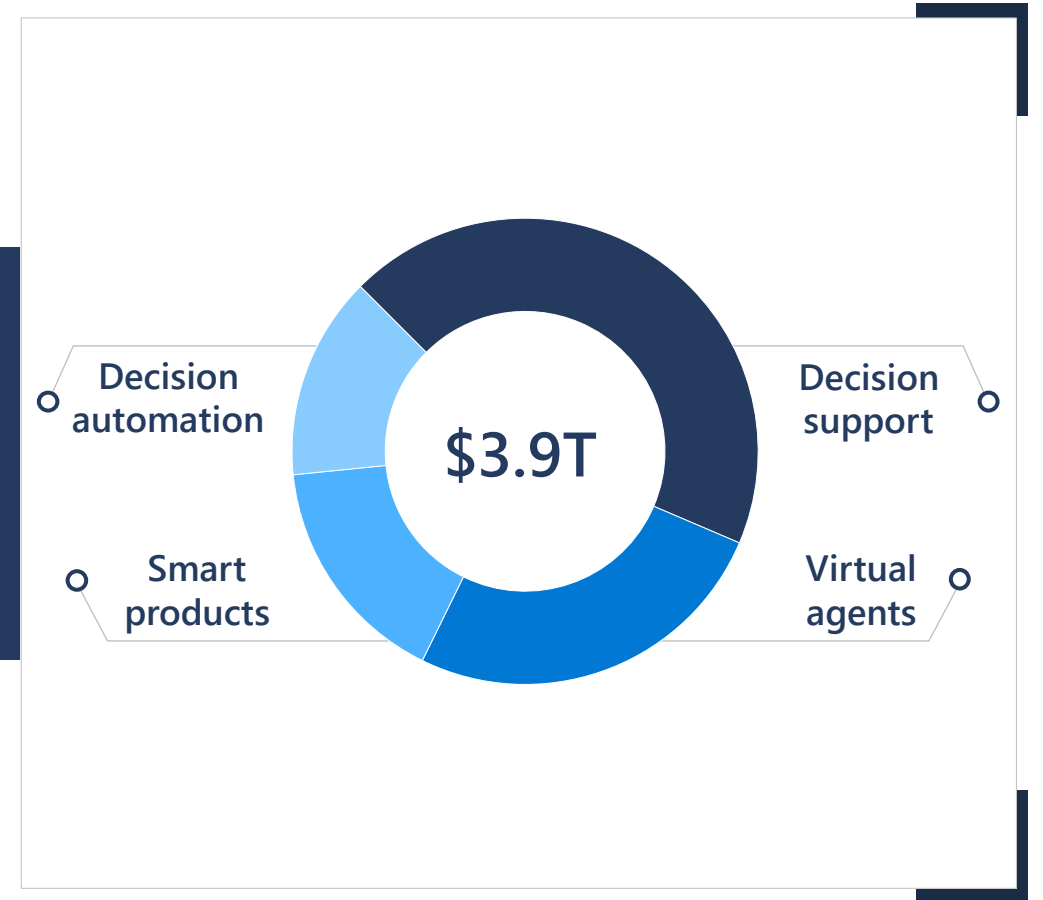 Decision
automation
Decision
support
$3.9T
Smart
products
Virtual
agents